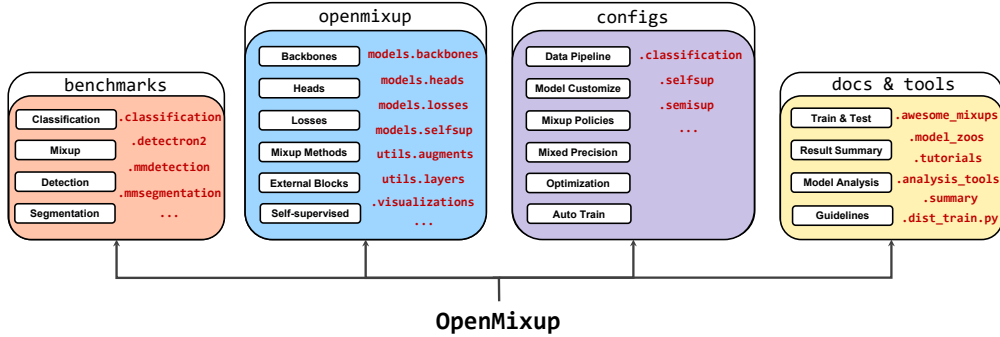 benchmarks
Classification
Mixup
Detection
Segmentation
.classification
.detectron2
.mmdetection
.mmsegmentation
...
openmixup
Backbones
Heads
Losses
Mixup Methods
External Blocks
Self-supervised
models.backbones
models.heads
models.losses
models.selfsup
utils.augments
utils.layers
.visualizations
...
configs
Data Pipeline
Model Customize
Mixup Policies
Mixed Precision
Optimization
Auto Train
.classification
.selfsup
.semisup
...
docs & tools
Train & Test
Result Summary
Model Analysis
Guidelines
.awesome_mixups
.model_zoos
.tutorials
.analysis_tools
.summary
.dist_train.py
OpenMixup